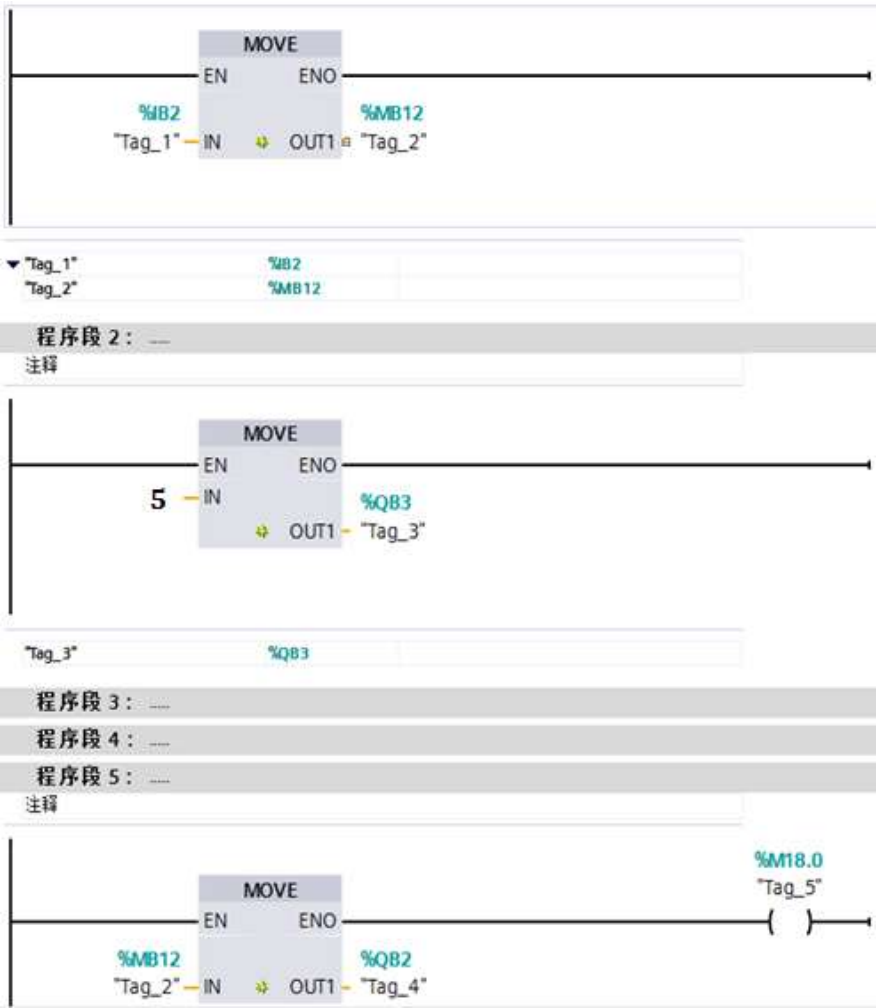 MOVE
EN ENO
%IB2 %MB12
"Tag_1" IN OUT1 "Tag_2"
"Tag_1" %IB2
"Tag_2" %MB12
程序段 2： .....
注释
MOVE
EN ENO
5 IN %QB3
OUT1 "Tag_3"
"Tag_3" %QB3
程序段 3： .....
程序段 4： .....
程序段 5： .....
注释
%M18.0
MOVE "Tag_5"
EN ENO ( )
%MB12 %QB2
"Tag_2" IN OUT1 "Tag_4"